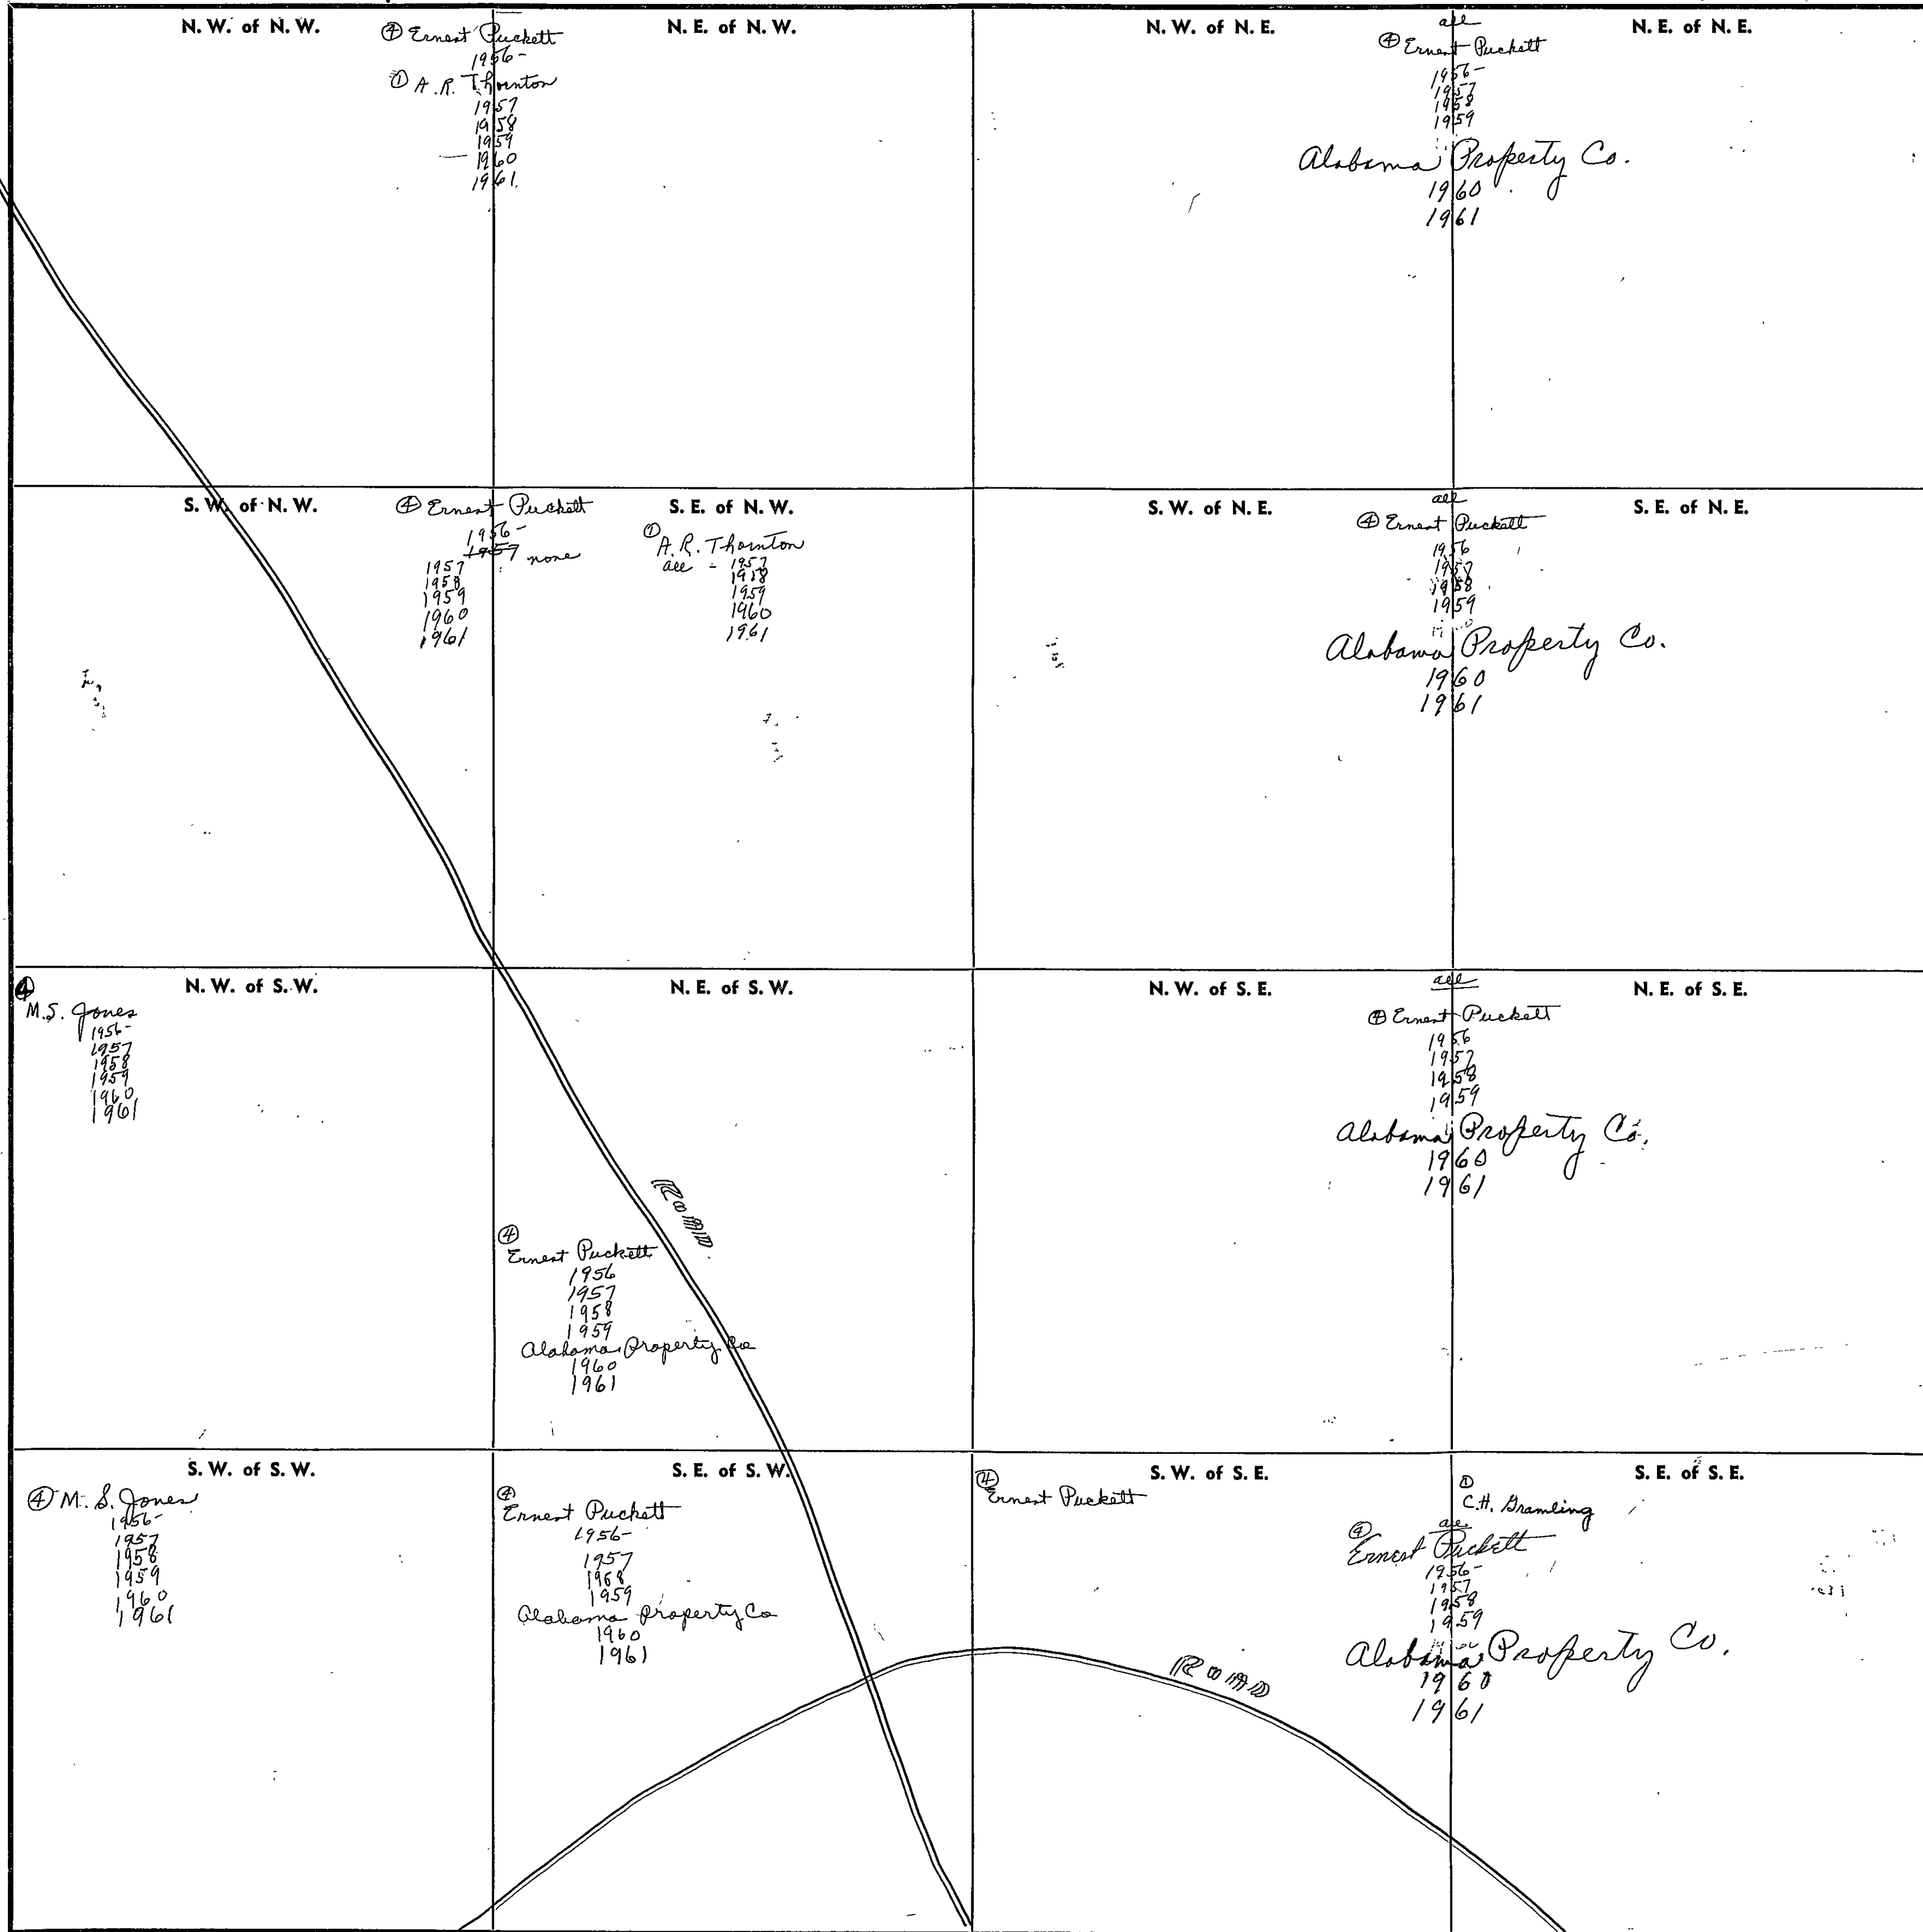 N. W. of N. W.
④ Ernest Puckett
1956-
① A.R. Thornton
1957
1958
1959
1960
1961
N. E. of N. W.
N. W. of N. E.
all
④ Ernest Puckett
1956-
1957
1958
1959
Alabama Property Co.
1960
1961
N. E. of N. E.
S. W. of N. W.
④ Ernest Puckett
1956-
1957 none
1957
1958
1959
1960
1961
S. E. of N. W.
①
A.R. Thornton
all - 1957
1958
1959
1960
1961
S. W. of N. E.
all
④ Ernest Puckett
1956
1957
1958
1959
Alabama Property Co.
1960
1961
S. E. of N. E.
N. W. of S. W.
④
M.S. Jones
1956-
1957
1958
1959
1960
1961
N. E. of S. W.
ROAD
④
Ernest Puckett
1956
1957
1958
1959
Alabama Property Co
1960
1961
N. W. of S. E.
all
④ Ernest Puckett
1956
1957
1958
1959
Alabama Property Co.
1960
1961
N. E. of S. E.
S. W. of S. W.
④ M. S. Jones
1956-
1957
1958
1959
1960
1961
S. E. of S. W.
④
Ernest Puckett
1956-
1957
1968
1959
Alabama Property Co
1960
1961
S. W. of S. E.
④
Ernest Puckett
ROAD
S. E. of S. E.
①
C.H. Gramling
all
④
Ernest Puckett
1956-
1957
1958
1959
Alabama Property Co.
1960
1961